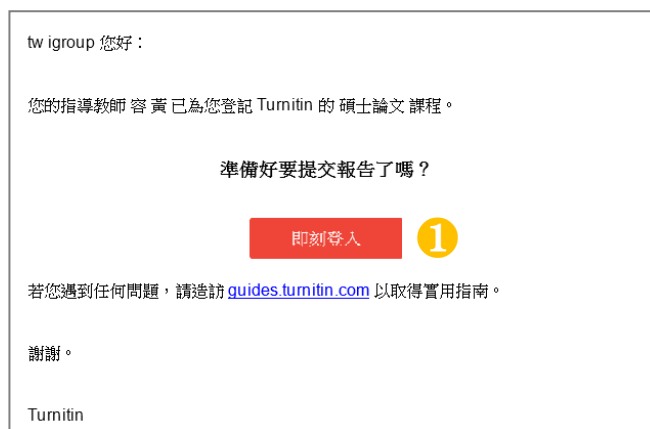 tw igroup 您好：
您的指導教師 容 黃 已為您登記 Turnitin 的 碩士論文 課程。
準備好要提交報告了嗎？
即刻登入 1
若您遇到任何問題，請造訪 guides.turnitin.com 以取得實用指南。
謝謝。
Turnitin